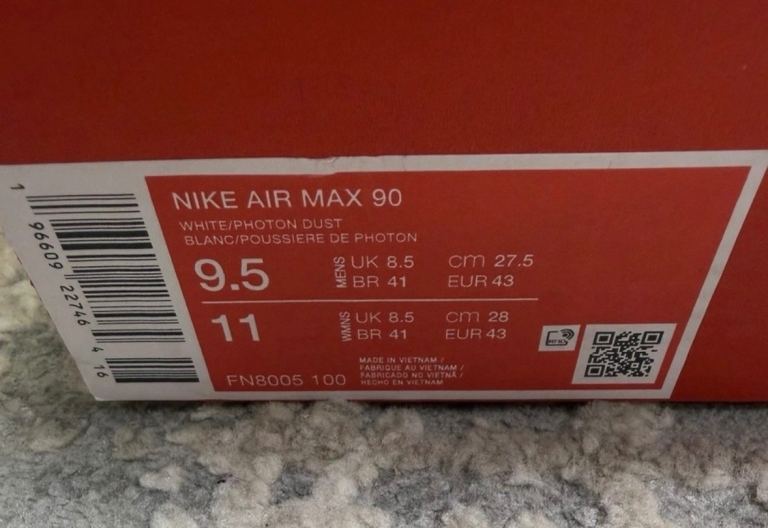 NIKE AIR MAX 90
WHITE/PHOTON DUST
BLANC/POUSSIERE DE PHOTON
9.5 MENS UK 8.5 cm 27.5
BR 41 EUR 43
11 WMNS UK 8.5 cm 28
BR 41 EUR 43
FN8005 100
MADE IN VIETNAM /
FABRIQUE AU VIETNAM /
FABRICADO NO VIETNÃ /
HECHO EN VIETNAM
1 96609 22746 4 16